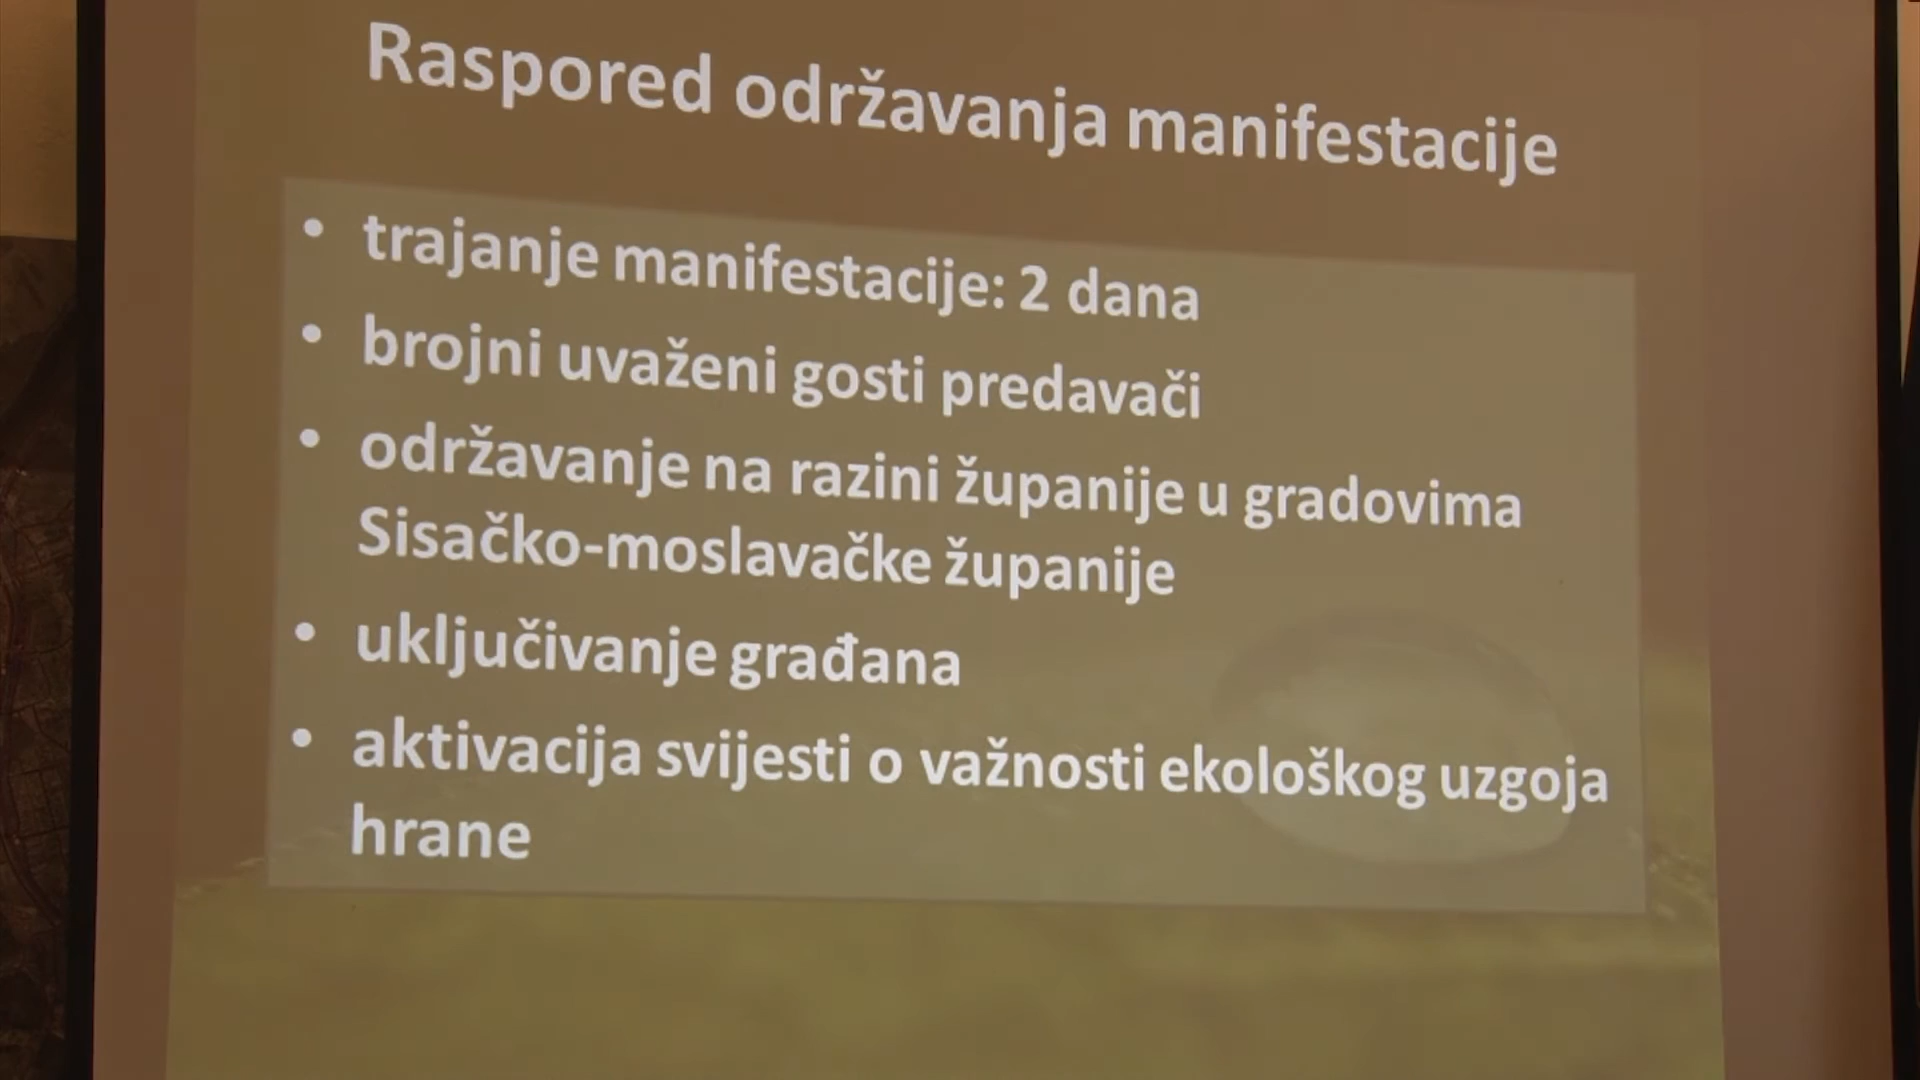 Raspored održavanja manifestacije
• trajanje manifestacije: 2 dana
• brojni uvaženi gosti predavači
• održavanje na razini županije u gradovima
Sisačko-moslavačke županije
• uključivanje građana
• aktivacija svijesti o važnosti ekološkog uzgoja
hrane